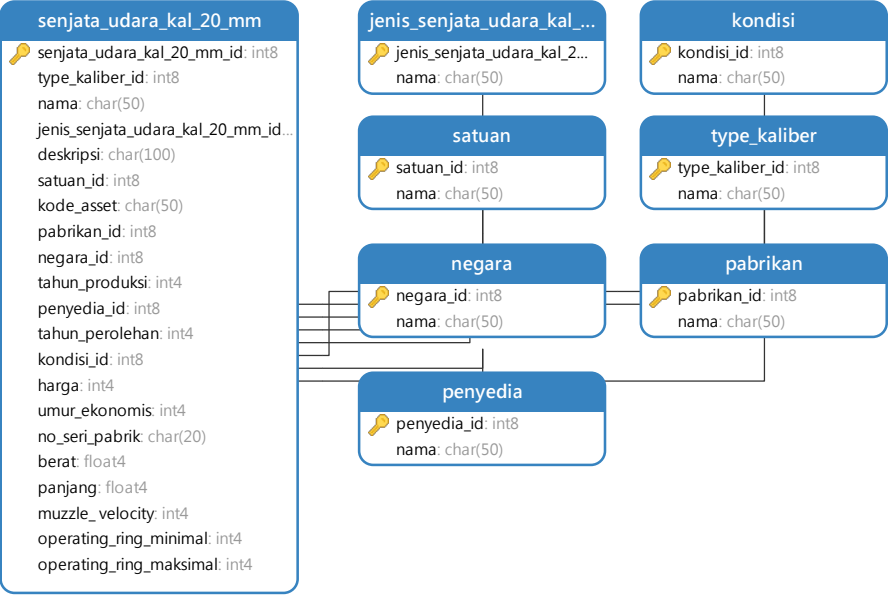 senjata_udara_kal_20_mm
senjata_udara_kal_20_mm_id: int8
type_kaliber_id: int8
nama: char(50)
jenis_senjata_udara_kal_20_mm_id...
deskripsi: char(100)
satuan_id: int8
kode_asset: char(50)
pabrikan_id: int8
negara_id: int8
tahun_produksi: int4
penyedia_id: int8
tahun_perolehan: int4
kondisi_id: int8
harga: int4
umur_ekonomis: int4
no_seri_pabrik: char(20)
berat: float4
panjang: float4
muzzle_ velocity: int4
operating_ring_minimal: int4
operating_ring_maksimal: int4
jenis_senjata_udara_kal_...
jenis_senjata_udara_kal_2...
nama: char(50)
kondisi
kondisi_id: int8
nama: char(50)
satuan
satuan_id: int8
nama: char(50)
type_kaliber
type_kaliber_id: int8
nama: char(50)
negara
negara_id: int8
nama: char(50)
pabrikan
pabrikan_id: int8
nama: char(50)
penyedia
penyedia_id: int8
nama: char(50)